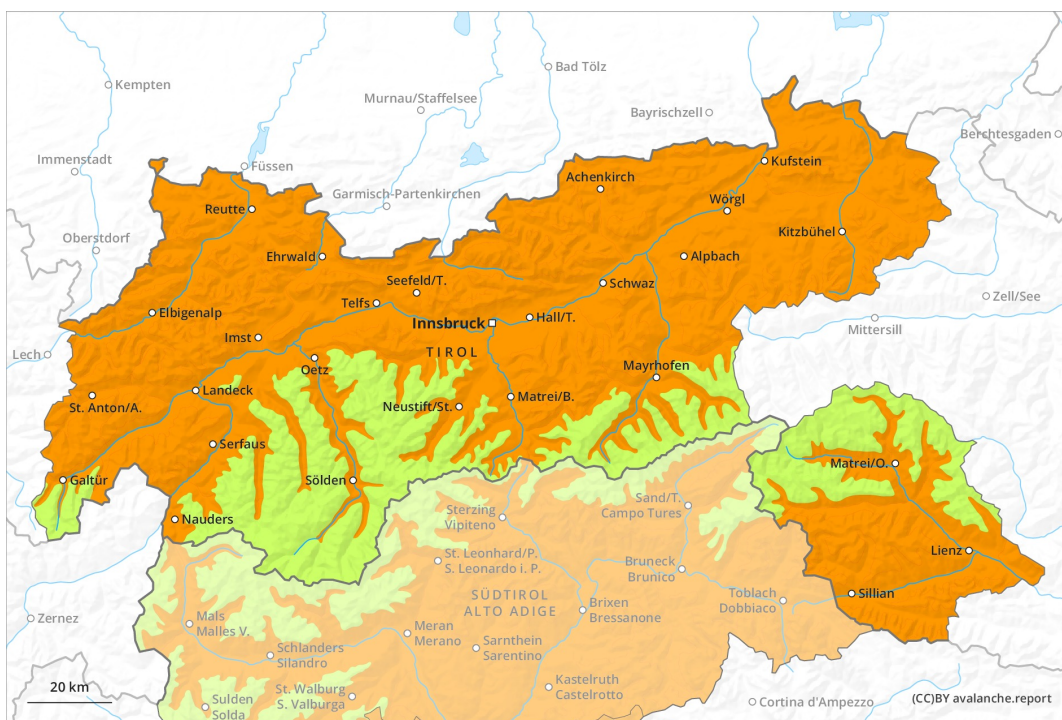 Kempten
Bad Tölz
Murnau/Staffelsee
Bayrischzell
Berchtesgaden
Immenstadt
Füssen
Kufstein
Achenkirch
Garmisch-Partenkirchen
Reutte
Wörgl
Oberstdorf
Kitzbühel
Ehrwald
Alpbach
Seefeld/T.
Schwaz
Telfs
Zell/See
Elbigenalp
Hall/T.
Innsbruck
Mittersill
Imst
Lech
TIROL
Oetz
Mayrhofen
Landeck
St. Anton/A.
Neustift/St.
Matrei/B.
Serfaus
Matrei/O.
Galtür
Sölden
Sand/T.
Campo Tures
Sterzing
Vipiteno
Nauders
Lienz
St. Leonhard/P.
S. Leonardo i. P.
Bruneck
Brunico
SÜDTIROL
ALTO ADIGE
Toblach
Dobbiaco
Sillian
Brixen
Bressanone
Zernez
Mals
Malles V.
Meran
Merano
Sarnthein
Sarentino
Schlanders
Silandro
Kastelruth
Castelrotto
20 km
St. Walburg
S. Valburga
Sulden
Solda
Cortina d'Ampezzo
(CC)BY avalanche.report